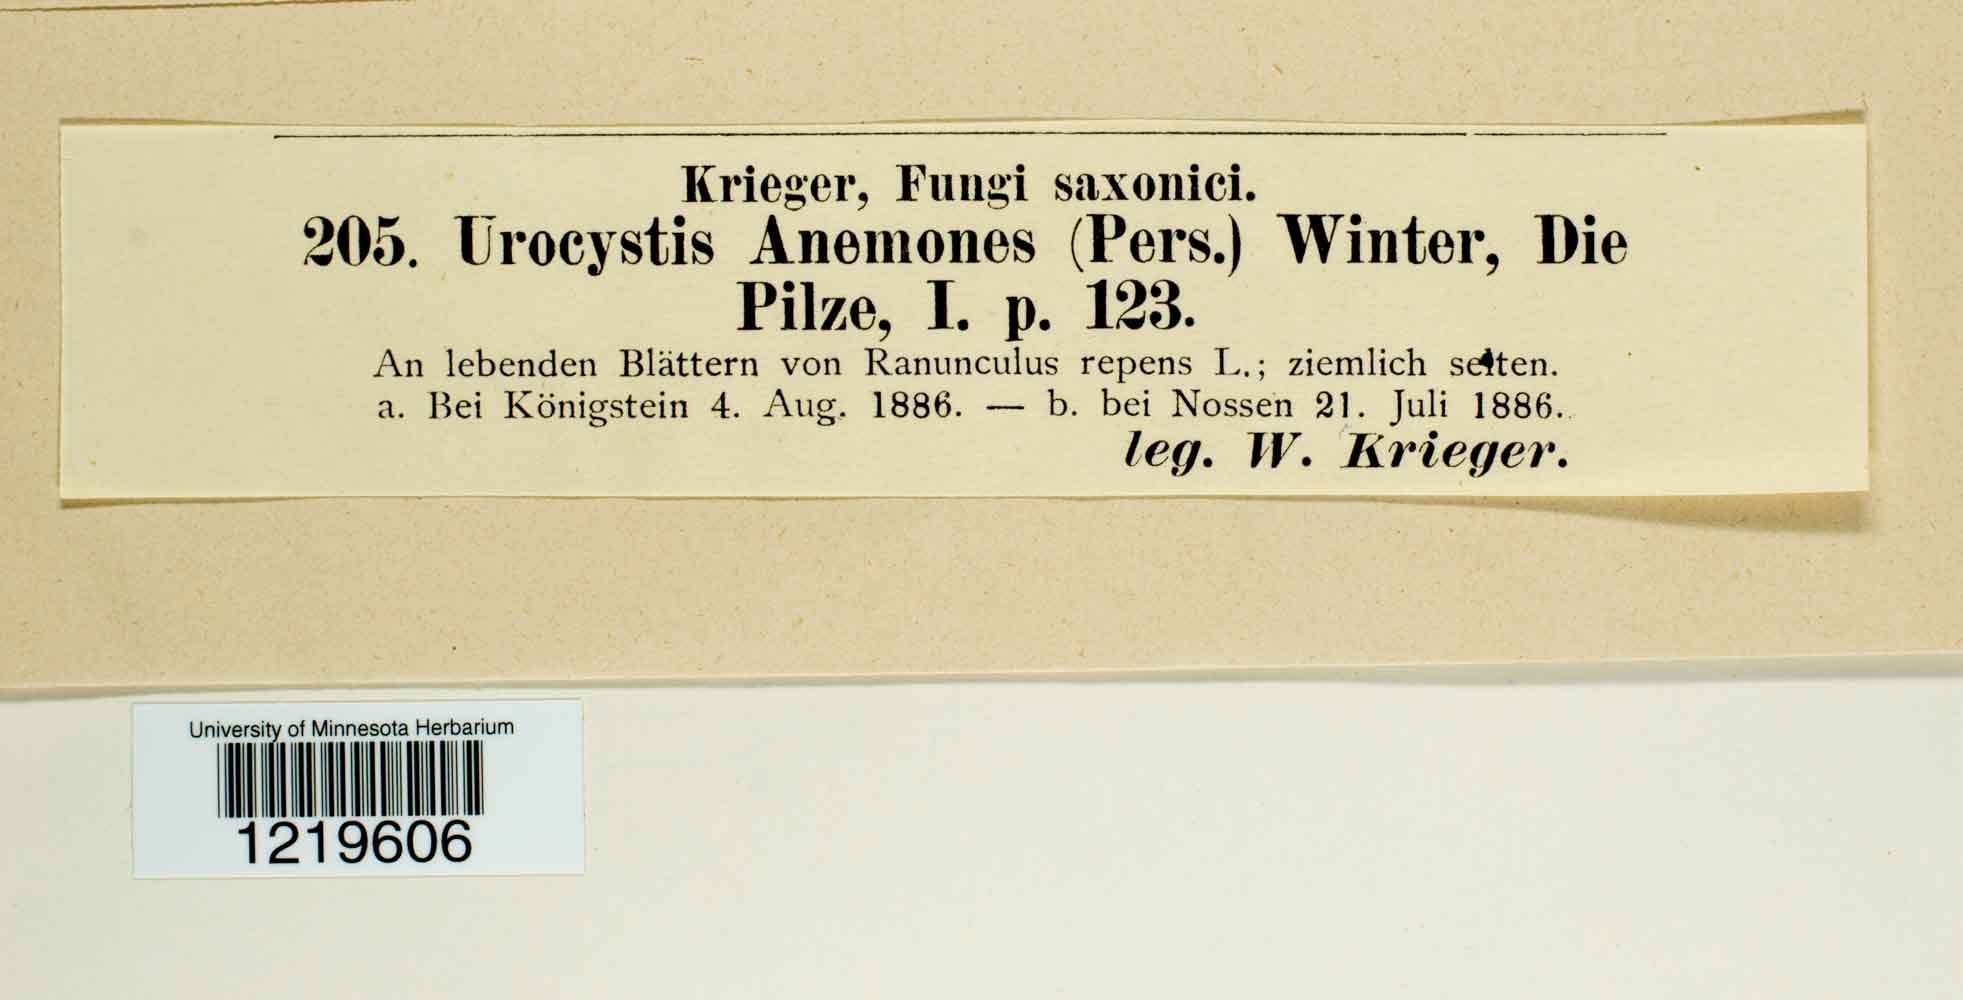 Krieger, Fungi saxonici.
205. Urocystis Anemones (Pers.) Winter, Die
Pilze, I. p. 123.
An lebenden Blättern von Ranunculus repens L.; ziemlich selten.
a. Bei Königstein 4. Aug. 1886. — b. bei Nossen 21. Juli 1886.
leg. W. Krieger.
University of Minnesota Herbarium
1219606